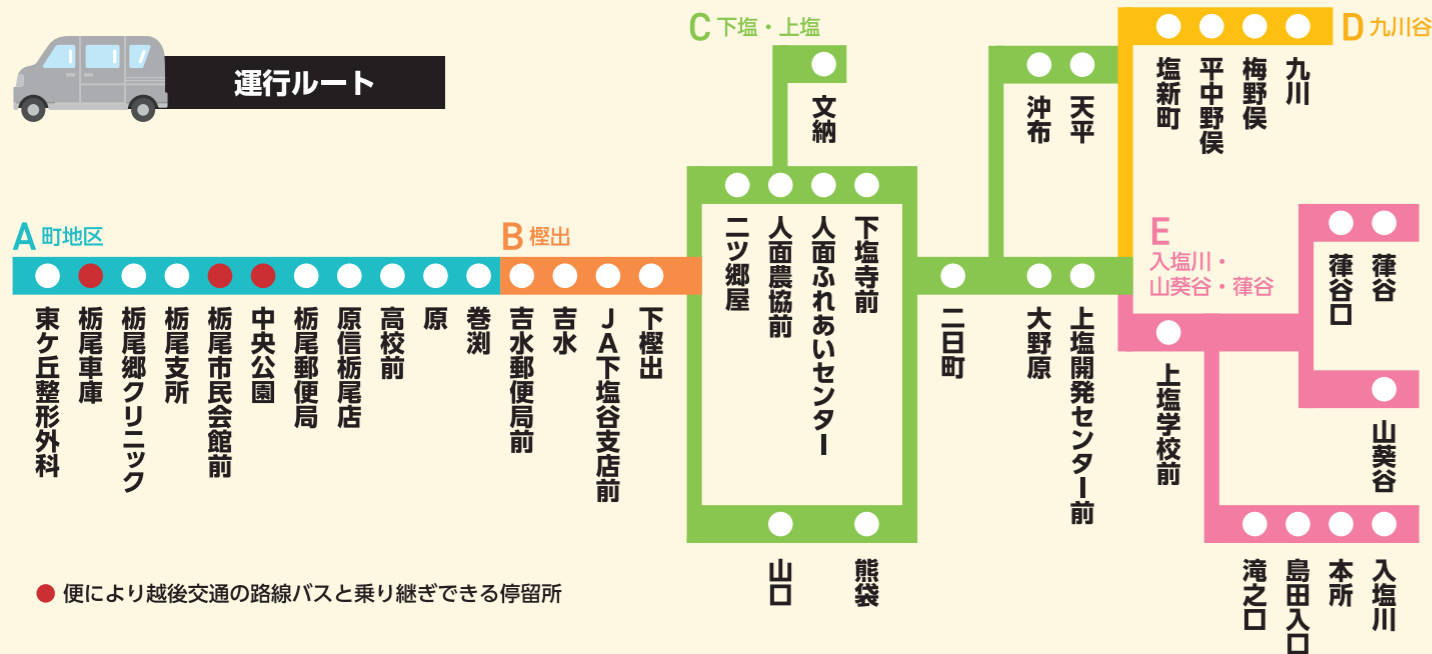 運行ルート
A 町地区
東ケ丘整形外科
栃尾車庫
栃尾郷クリニック
栃尾支所
栃尾市民会館前
中央公園
栃尾郵便局
原信栃尾店
高校前
原
巻渕
B 樫出
吉水郵便局前
吉水
JA下塩谷支店前
下樫出
C 下塩・上塩
文納
二ツ郷屋
人面農協前
人面ふれあいセンター
下塩寺前
山口
熊袋
二日町
沖布
天平
大野原
上塩開発センター前
D 九川谷
塩新町
平中野俣
梅野俣
九川
E
入塩川・
山葵谷・葎谷
上塩学校前
葎谷口
葎谷
山葵谷
滝之口
島田入口
本所
入塩川
便により越後交通の路線バスと乗り継ぎできる停留所